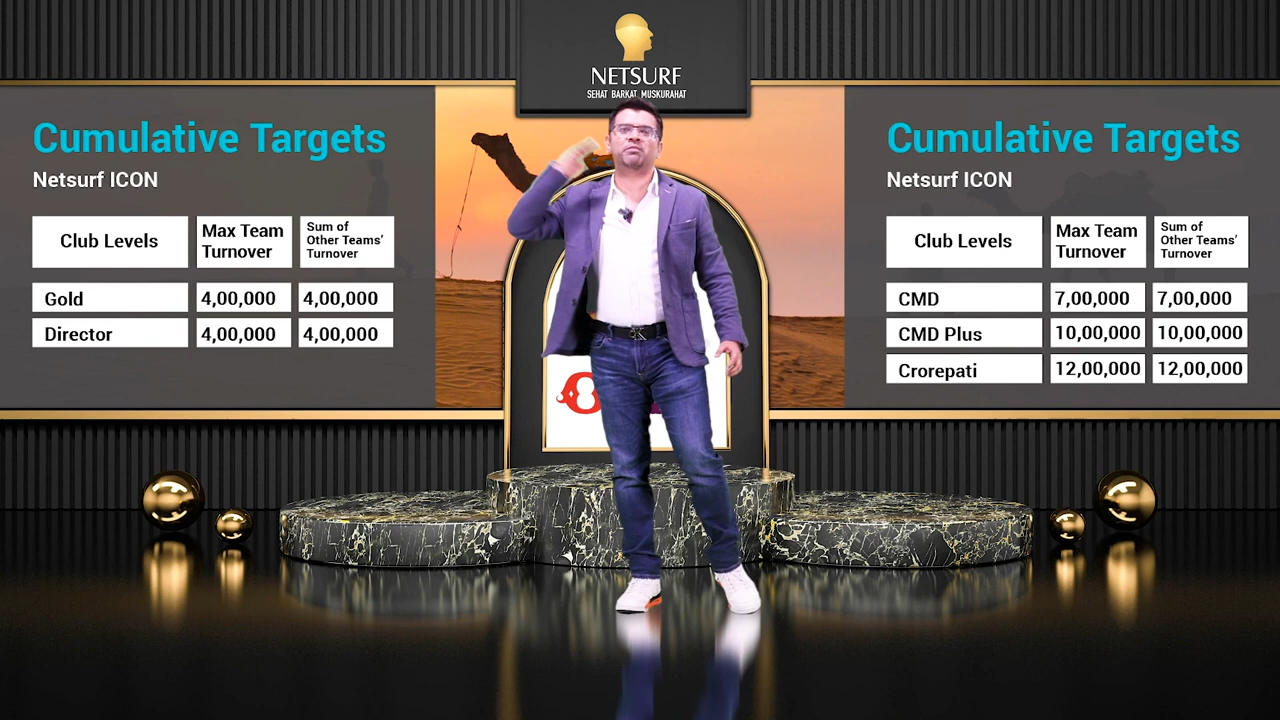 NETSURF
SEHAT BARKAT MUSKURAHAT
Cumulative Targets
Netsurf ICON
Club Levels
Max Team
Turnover
Sum of
Other Teams'
Turnover
Gold
4,00,000
4,00,000
Director
4,00,000
4,00,000
Cumulative Targets
Netsurf ICON
Club Levels
Max Team
Turnover
Sum of
Other Teams'
Turnover
CMD
7,00,000
7,00,000
CMD Plus
10,00,000
10,00,000
Crorepati
12,00,000
12,00,000